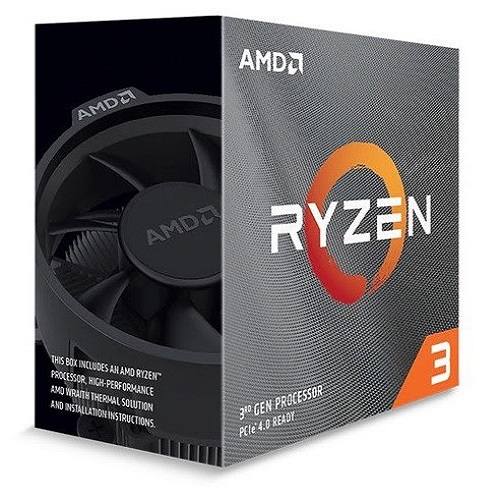 AMD
AMD
THIS BOX INCLUDES AN AMD RYZEN™
PROCESSOR, HIGH-PERFORMANCE
AMD WRAITH THERMAL SOLUTION
AND INSTALLATION INSTRUCTIONS.
AMD
RYZEN
3
3RD GEN PROCESSOR
PCIe® 4.0 READY